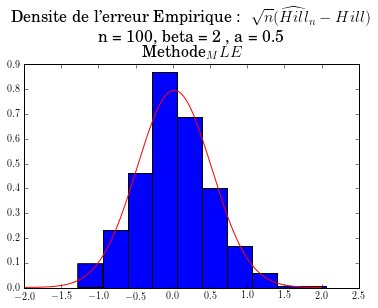 Densite de l'erreur Empirique : √n(Hill̂_n − Hill)
n = 100, beta = 2 , a = 0.5
Methode_MLE
0.9
0.8
0.7
0.6
0.5
0.4
0.3
0.2
0.1
0.0
−2.0 −1.5 −1.0 −0.5 0.0 0.5 1.0 1.5 2.0 2.5